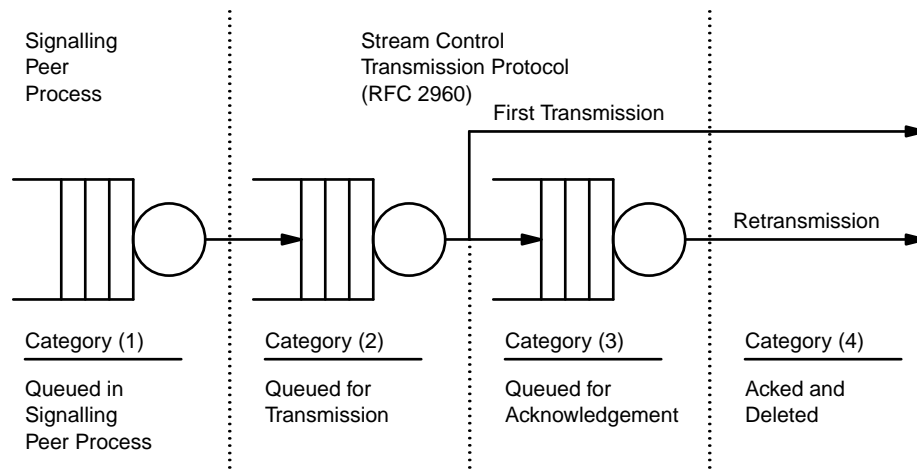 Signalling
Peer
Process
Stream Control
Transmission Protocol
(RFC 2960)
First Transmission
Retransmission
Category (1)
Queued in
Signalling
Peer Process
Category (2)
Queued for
Transmission
Category (3)
Queued for
Acknowledgement
Category (4)
Acked and
Deleted